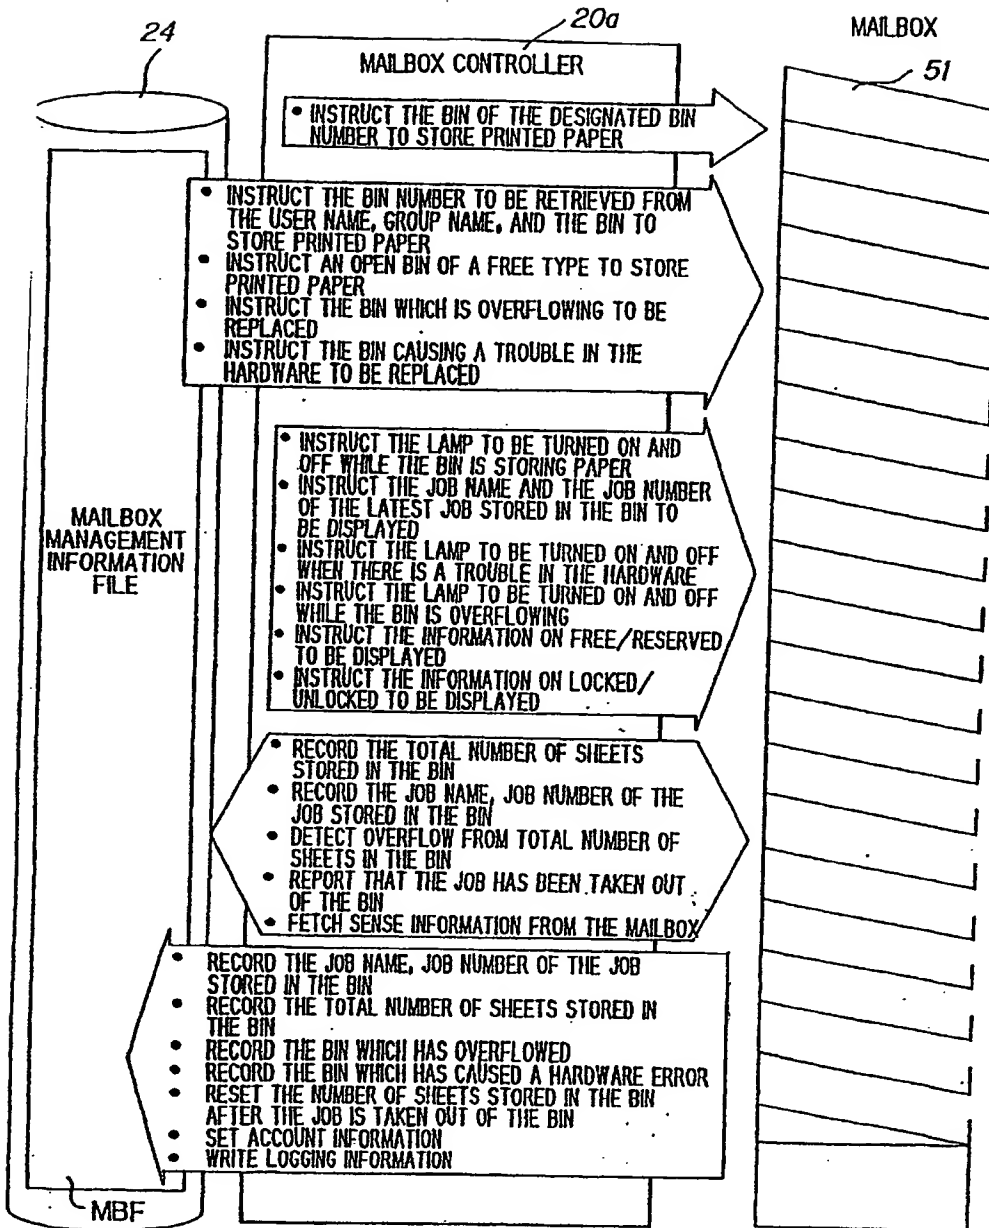 24
20a
MAILBOX
MAILBOX CONTROLLER
51
• INSTRUCT THE BIN OF THE DESIGNATED BIN
NUMBER TO STORE PRINTED PAPER
• INSTRUCT THE BIN NUMBER TO BE RETRIEVED FROM
THE USER NAME, GROUP NAME, AND THE BIN TO
STORE PRINTED PAPER
• INSTRUCT AN OPEN BIN OF A FREE TYPE TO STORE
PRINTED PAPER
• INSTRUCT THE BIN WHICH IS OVERFLOWING TO BE
REPLACED
• INSTRUCT THE BIN CAUSING A TROUBLE IN THE
HARDWARE TO BE REPLACED
• INSTRUCT THE LAMP TO BE TURNED ON AND
OFF WHILE THE BIN IS STORING PAPER
• INSTRUCT THE JOB NAME AND THE JOB NUMBER
OF THE LATEST JOB STORED IN THE BIN TO
BE DISPLAYED
• INSTRUCT THE LAMP TO BE TURNED ON AND OFF
WHEN THERE IS A TROUBLE IN THE HARDWARE
• INSTRUCT THE LAMP TO BE TURNED ON AND OFF
WHILE THE BIN IS OVERFLOWING
• INSTRUCT THE INFORMATION ON FREE/RESERVED
TO BE DISPLAYED
• INSTRUCT THE INFORMATION ON LOCKED/
UNLOCKED TO BE DISPLAYED
MAILBOX
MANAGEMENT
INFORMATION
FILE
• RECORD THE TOTAL NUMBER OF SHEETS
STORED IN THE BIN
• RECORD THE JOB NAME, JOB NUMBER OF THE
JOB STORED IN THE BIN
• DETECT OVERFLOW FROM TOTAL NUMBER OF
SHEETS IN THE BIN
• REPORT THAT THE JOB HAS BEEN TAKEN OUT
OF THE BIN
• FETCH SENSE INFORMATION FROM THE MAILBOX
• RECORD THE JOB NAME, JOB NUMBER OF THE JOB
STORED IN THE BIN
• RECORD THE TOTAL NUMBER OF SHEETS STORED IN
THE BIN
• RECORD THE BIN WHICH HAS OVERFLOWED
• RECORD THE BIN WHICH HAS CAUSED A HARDWARE ERROR
• RESET THE NUMBER OF SHEETS STORED IN THE BIN
AFTER THE JOB IS TAKEN OUT OF THE BIN
• SET ACCOUNT INFORMATION
• WRITE LOGGING INFORMATION
MBF